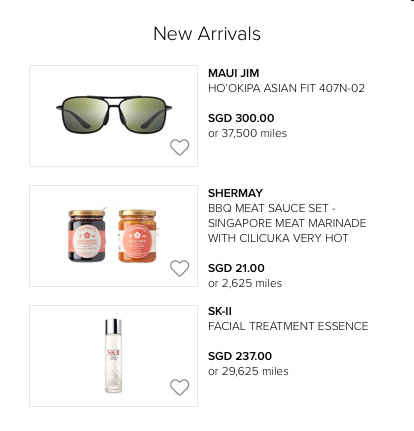 New Arrivals
MAUI JIM
HO'OKIPA ASIAN FIT 407N-02
SGD 300.00
or 37,500 miles
SHERMAY
BBQ MEAT SAUCE SET -
SINGAPORE MEAT MARINADE
WITH CILICUKA VERY HOT
SGD 21.00
or 2,625 miles
SK-II
FACIAL TREATMENT ESSENCE
SGD 237.00
or 29,625 miles
SK-II